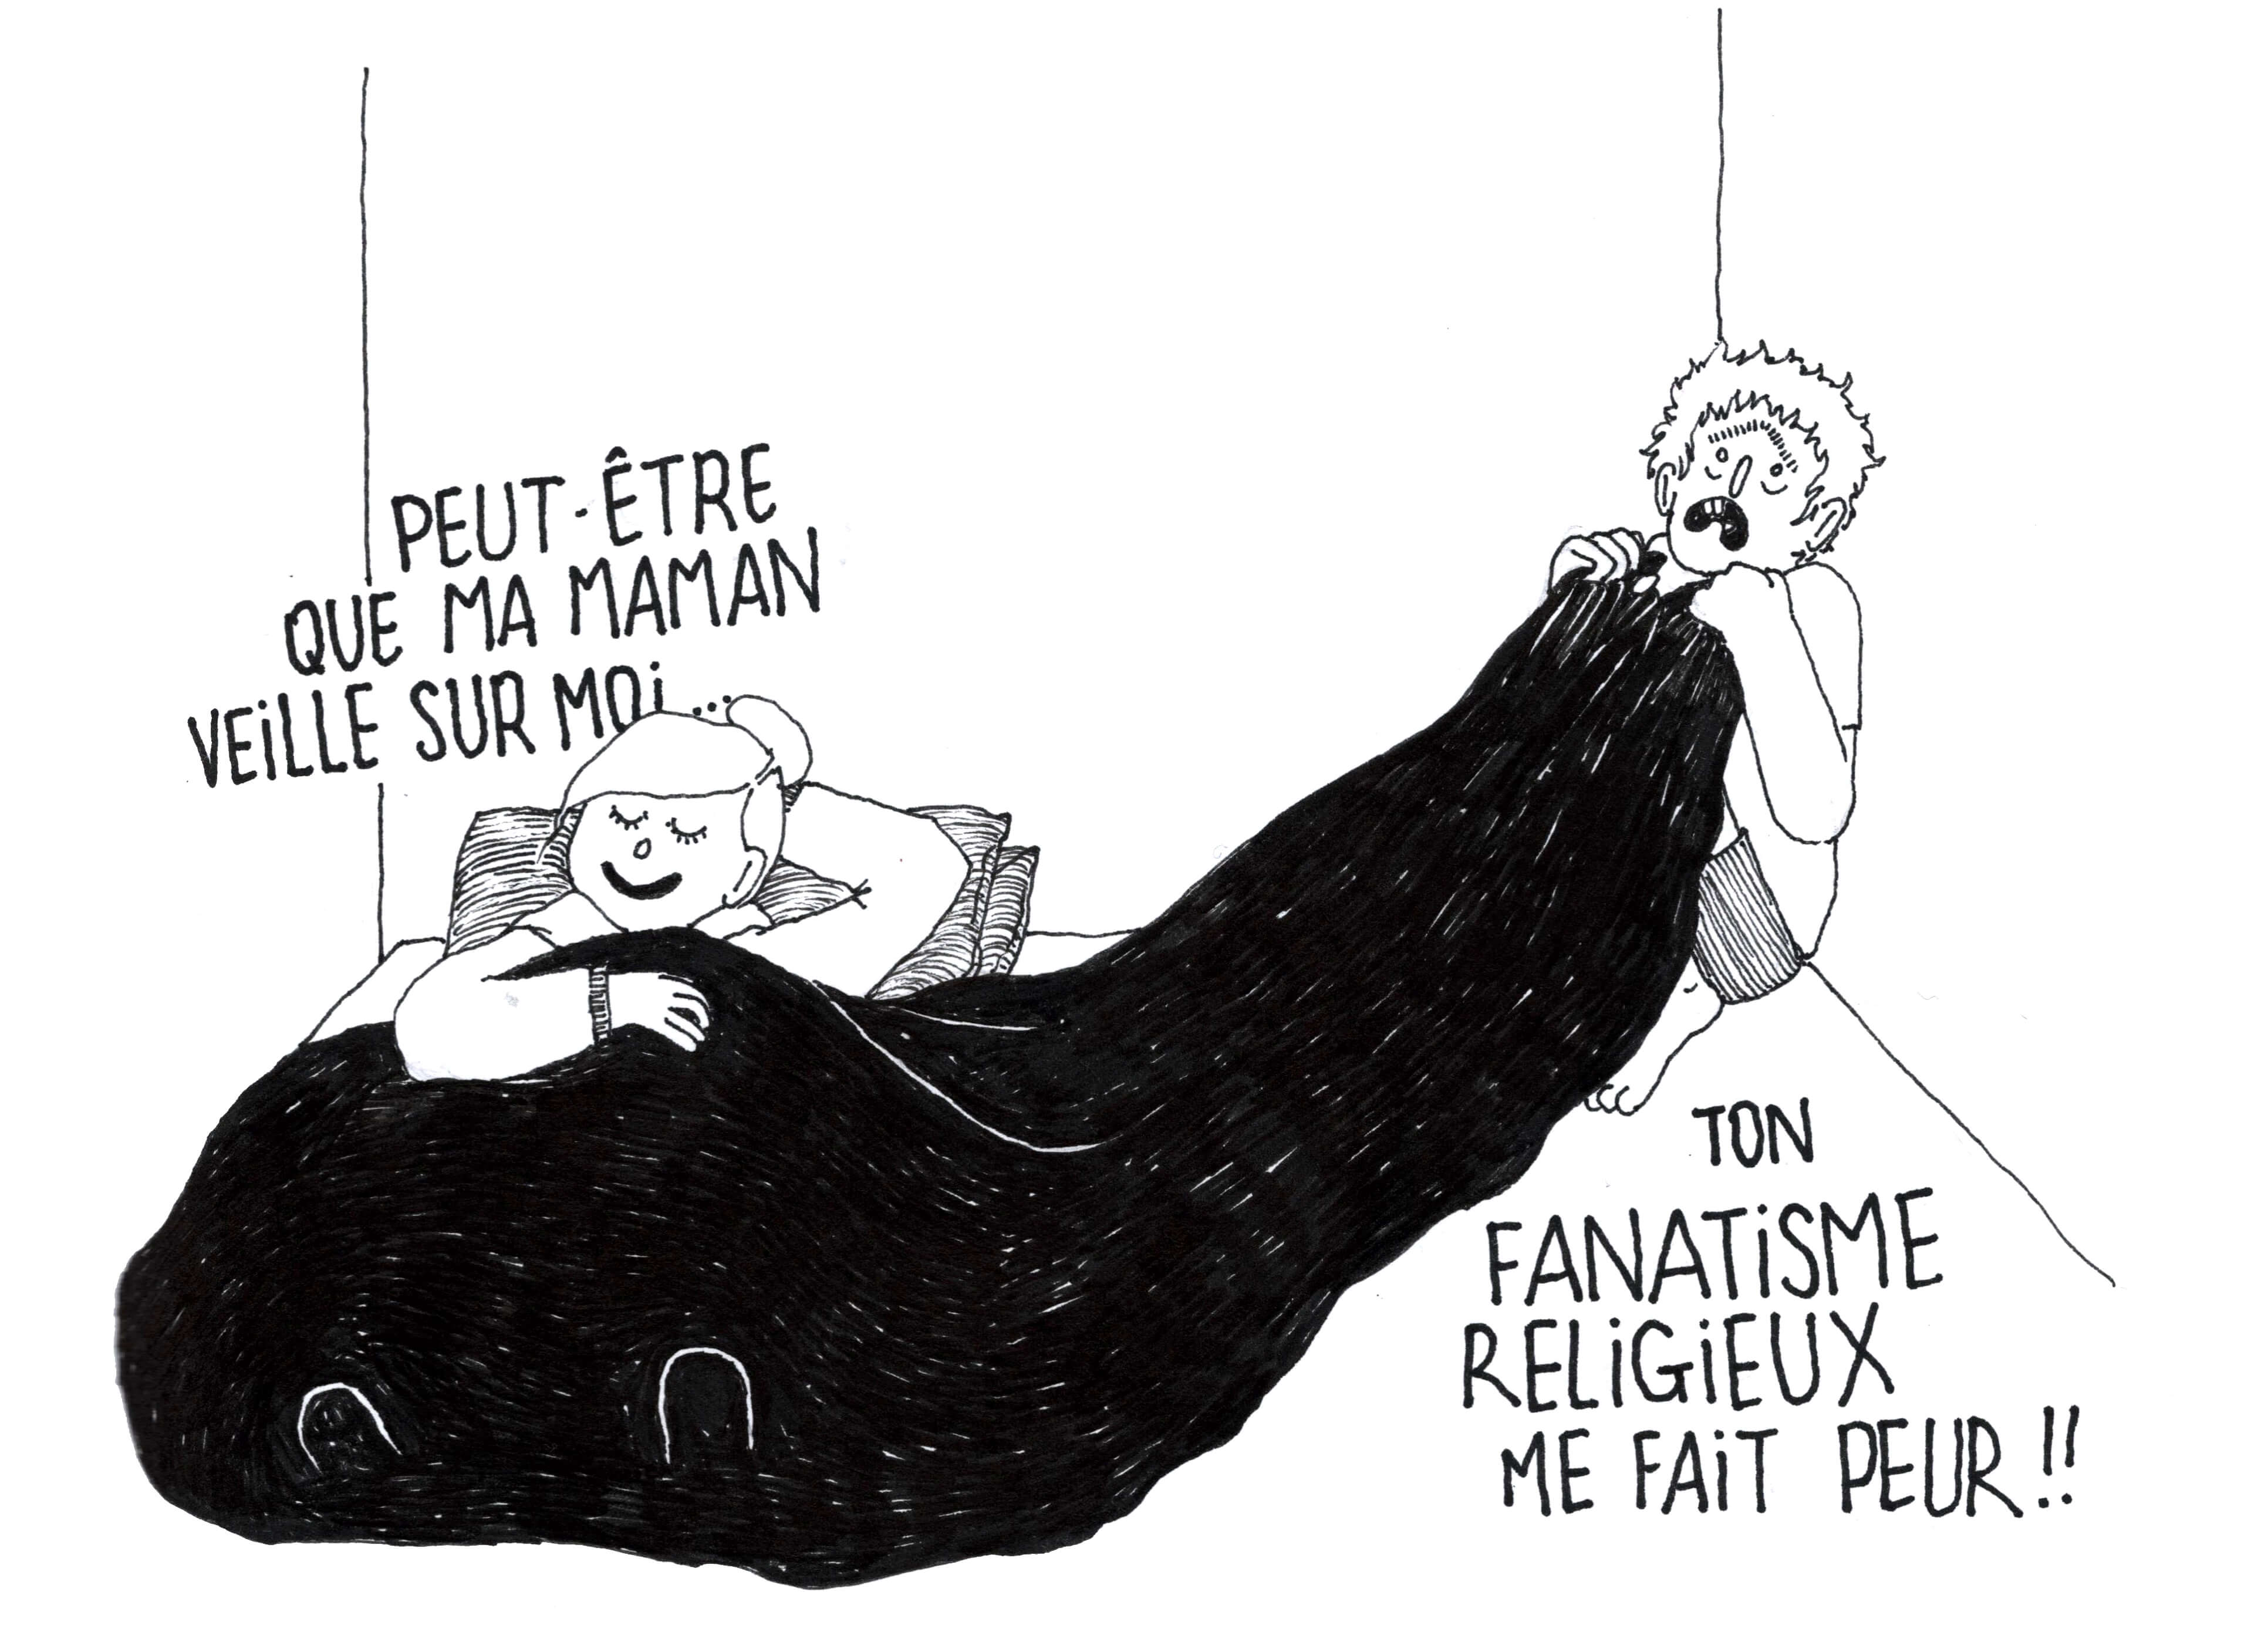 PEUT-ÊTRE
QUE MA MAMAN
VEiLLE SUR MOi...
TON
FANATiSME
RELiGiEUX
ME FAiT PEUR!!